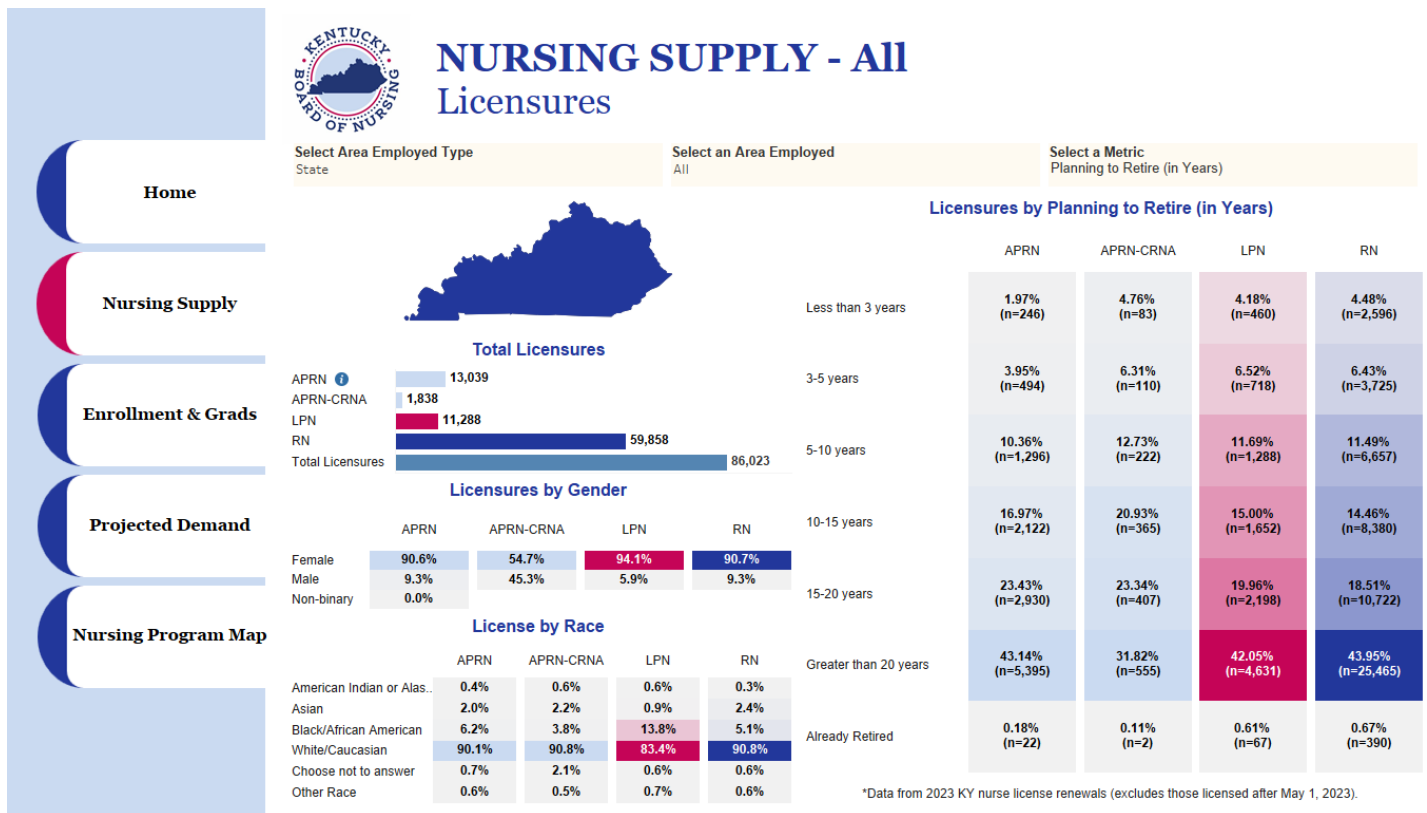 KENTUCKY
BOARD OF NURSING
NURSING SUPPLY - All
Licensures
Home
Nursing Supply
Enrollment & Grads
Projected Demand
Nursing Program Map
Select Area Employed Type
State
Select an Area Employed
All
Select a Metric
Planning to Retire (in Years)
Total Licensures
APRN i 13,039
APRN-CRNA 1,838
LPN 11,288
RN 59,858
Total Licensures 86,023
Licensures by Gender
APRN APRN-CRNA LPN RN
Female 90.6% 54.7% 94.1% 90.7%
Male 9.3% 45.3% 5.9% 9.3%
Non-binary 0.0%
License by Race
APRN APRN-CRNA LPN RN
American Indian or Alas.. 0.4% 0.6% 0.6% 0.3%
Asian 2.0% 2.2% 0.9% 2.4%
Black/African American 6.2% 3.8% 13.8% 5.1%
White/Caucasian 90.1% 90.8% 83.4% 90.8%
Choose not to answer 0.7% 2.1% 0.6% 0.6%
Other Race 0.6% 0.5% 0.7% 0.6%
Licensures by Planning to Retire (in Years)
APRN APRN-CRNA LPN RN
Less than 3 years 1.97% 4.76% 4.18% 4.48%
(n=246) (n=83) (n=460) (n=2,596)
3-5 years 3.95% 6.31% 6.52% 6.43%
(n=494) (n=110) (n=718) (n=3,725)
5-10 years 10.36% 12.73% 11.69% 11.49%
(n=1,296) (n=222) (n=1,288) (n=6,657)
10-15 years 16.97% 20.93% 15.00% 14.46%
(n=2,122) (n=365) (n=1,652) (n=8,380)
15-20 years 23.43% 23.34% 19.96% 18.51%
(n=2,930) (n=407) (n=2,198) (n=10,722)
Greater than 20 years 43.14% 31.82% 42.05% 43.95%
(n=5,395) (n=555) (n=4,631) (n=25,465)
Already Retired 0.18% 0.11% 0.61% 0.67%
(n=22) (n=2) (n=67) (n=390)
*Data from 2023 KY nurse license renewals (excludes those licensed after May 1, 2023).